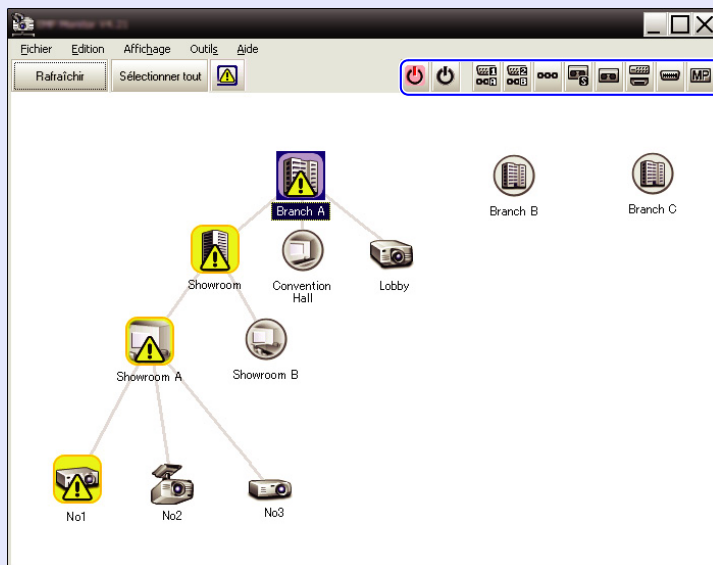 Fichier Edition Affichage Outils Aide
Rafraîchir Sélectionner tout
MP
Branch A
Branch B
Branch C
Showroom
Convention
Hall
Lobby
Showroom A
Showroom B
No1
No2
No3